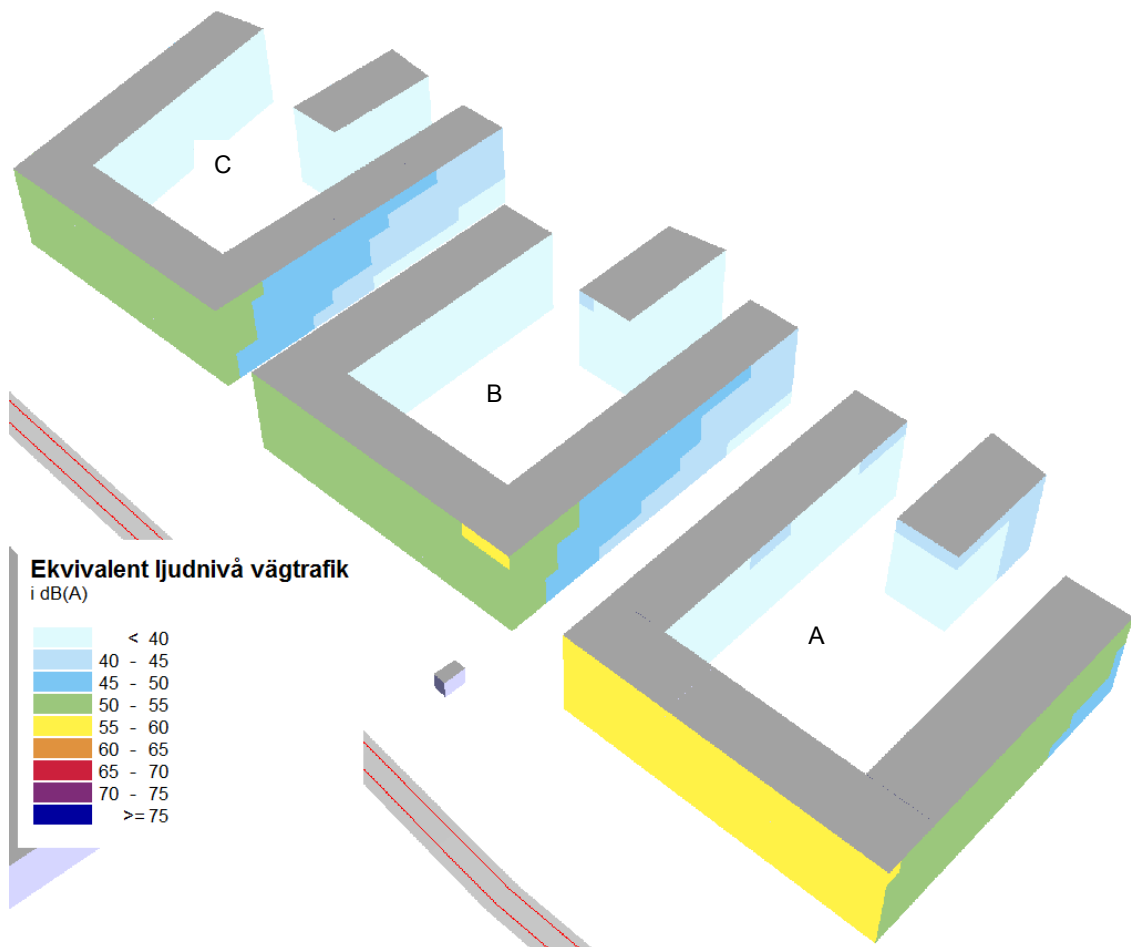 C
B
A
Ekvivalent ljudnivå vägtrafik
i dB(A)
< 40
40 - 45
45 - 50
50 - 55
55 - 60
60 - 65
65 - 70
70 - 75
>= 75